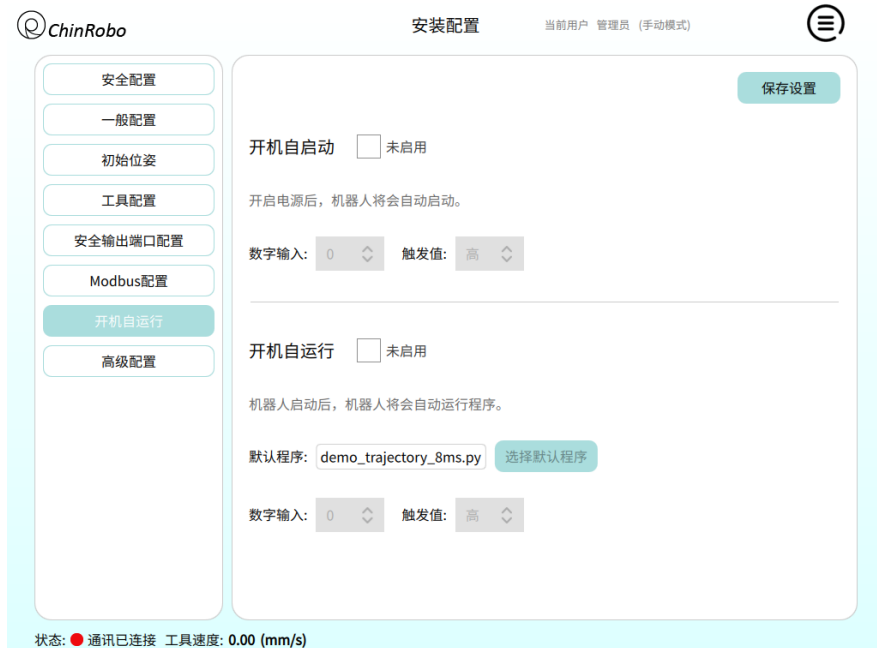 ChinRobo
安装配置
当前用户 管理员 (手动模式)
安全配置
一般配置
初始位姿
工具配置
安全输出端口配置
Modbus配置
开机自运行
高级配置
保存设置
开机自启动 未启用
开启电源后，机器人将会自动启动。
数字输入: 0 触发值: 高
开机自运行 未启用
机器人启动后，机器人将会自动运行程序。
默认程序: demo_trajectory_8ms.py 选择默认程序
数字输入: 0 触发值: 高
状态: 通讯已连接 工具速度: 0.00 (mm/s)